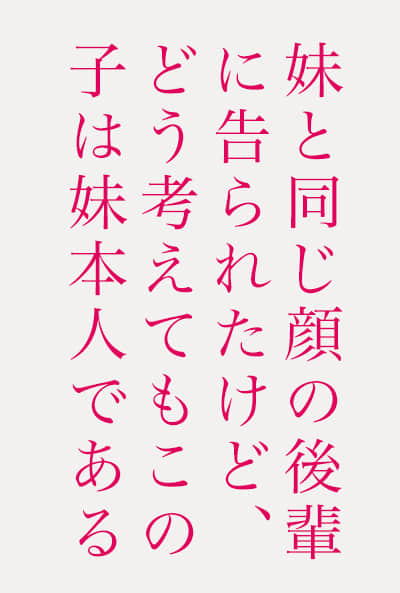 妹と同じ顔の後輩
に告られたけど、
どう考えてもこの
子は妹本人である